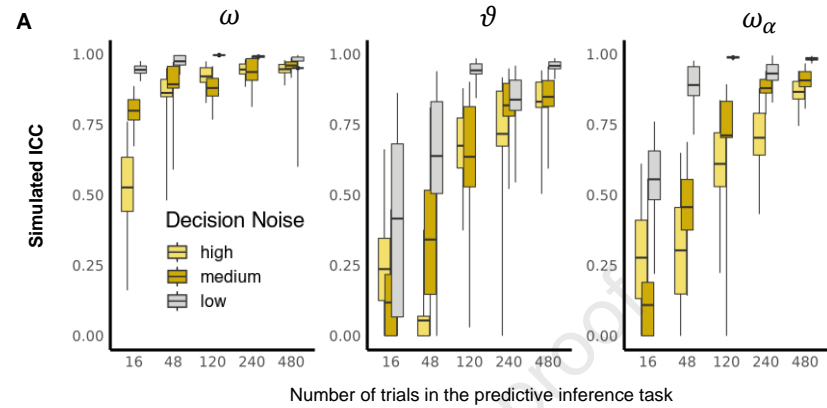 A
ω
ϑ
ω_α
Simulated ICC
1.00
0.75
0.50
0.25
0.00
Decision Noise
high
medium
low
16 48 120 240 480
1.00
0.75
0.50
0.25
0.00
16 48 120 240 480
1.00
0.75
0.50
0.25
0.00
16 48 120 240 480
Number of trials in the predictive inference task
proof